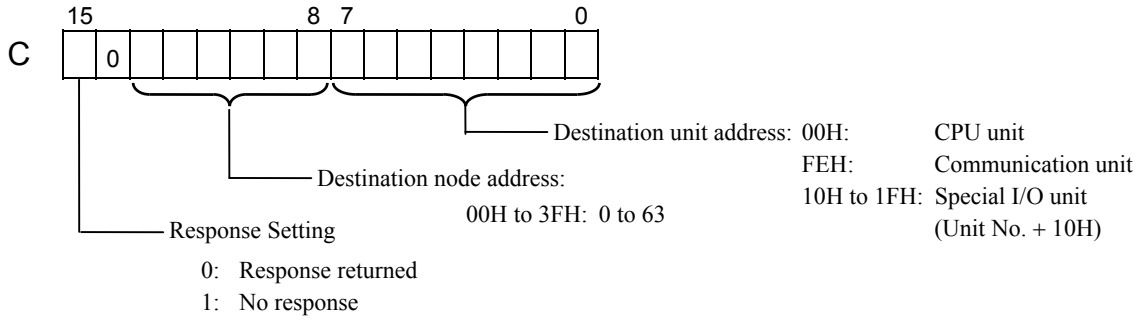 15 8 7 0
C 0
Destination unit address: 00H: CPU unit
FEH: Communication unit
Destination node address: 10H to 1FH: Special I/O unit
00H to 3FH: 0 to 63 (Unit No. + 10H)
Response Setting
0: Response returned
1: No response